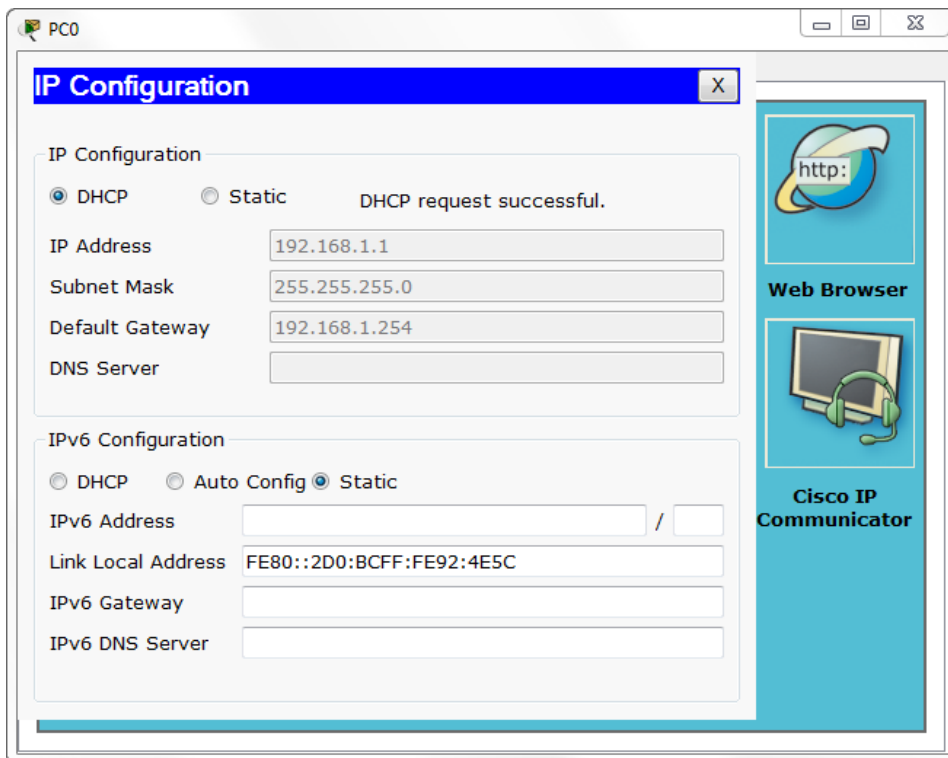 PC0
IP Configuration
X
http:
IP Configuration
DHCP Static DHCP request successful.
IP Address 192.168.1.1
Subnet Mask 255.255.255.0
Web Browser
Default Gateway 192.168.1.254
DNS Server
IPv6 Configuration
DHCP Auto Config Static
Cisco IP
Communicator
IPv6 Address /
Link Local Address FE80::2D0:BCFF:FE92:4E5C
IPv6 Gateway
IPv6 DNS Server